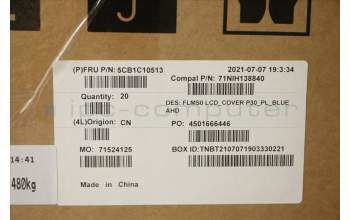 (P)FRU P/N: 5CB1C10513
2021-07-07 19:3:34
Compal P/N: 71NIH138840
Quantity: 20
DES: FLMS0 LCD_COVER P30_PL_BLUE
AHD
(4L)Origion: CN
PO: 4501666446
MO: 71524125
BOX ID:TNBT2107071903330221
14:41
480kg
Made in China